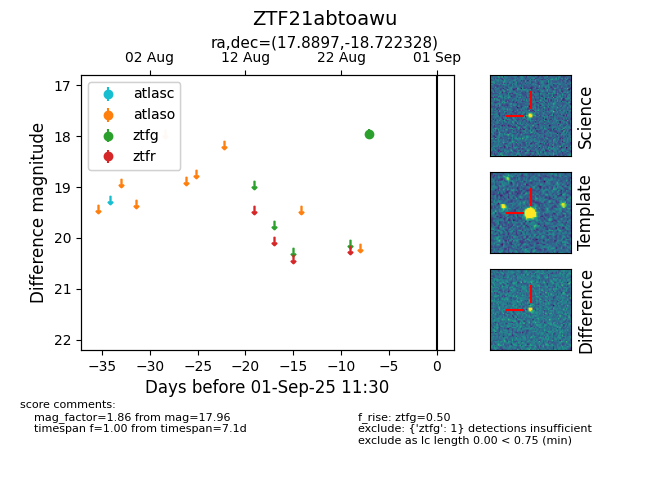 ZTF21abtoawu
ra,dec=(17.8897,-18.722328)
02 Aug
12 Aug
22 Aug
01 Sep
17
18
19
20
21
22
Difference magnitude
atlasc
atlaso
ztfg
ztfr
−35
−30
−25
−20
−15
−10
−5
0
Days before 01-Sep-25 11:30
Science
Template
Difference
score comments:
mag_factor=1.86 from mag=17.96
timespan f=1.00 from timespan=7.1d
f_rise: ztfg=0.50
exclude: {'ztfg': 1} detections insufficient
exclude as lc length 0.00 < 0.75 (min)